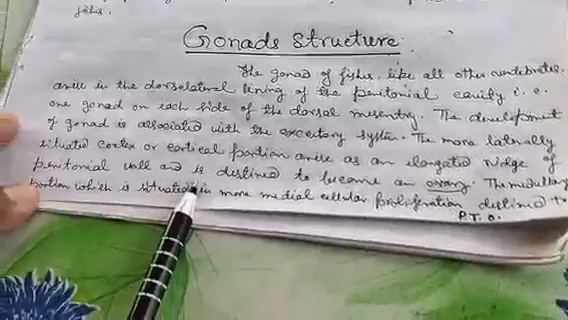 fishes.
Gonads Structure
The gonad of fishes, like all other vertebrates
arise in the dorsolateral lining of the peritonial cavity i.e.
one gonad on each side of the dorsal mesentry. The development
of gonad is associated with the excretory system. The more laterally
situated cortex or cortical portion arise as an elongated ridge of
peritonial wall and is destined to become an ovary. The medullary
portion which is situated in more medial cellular proliferation destined to
P.T.O.